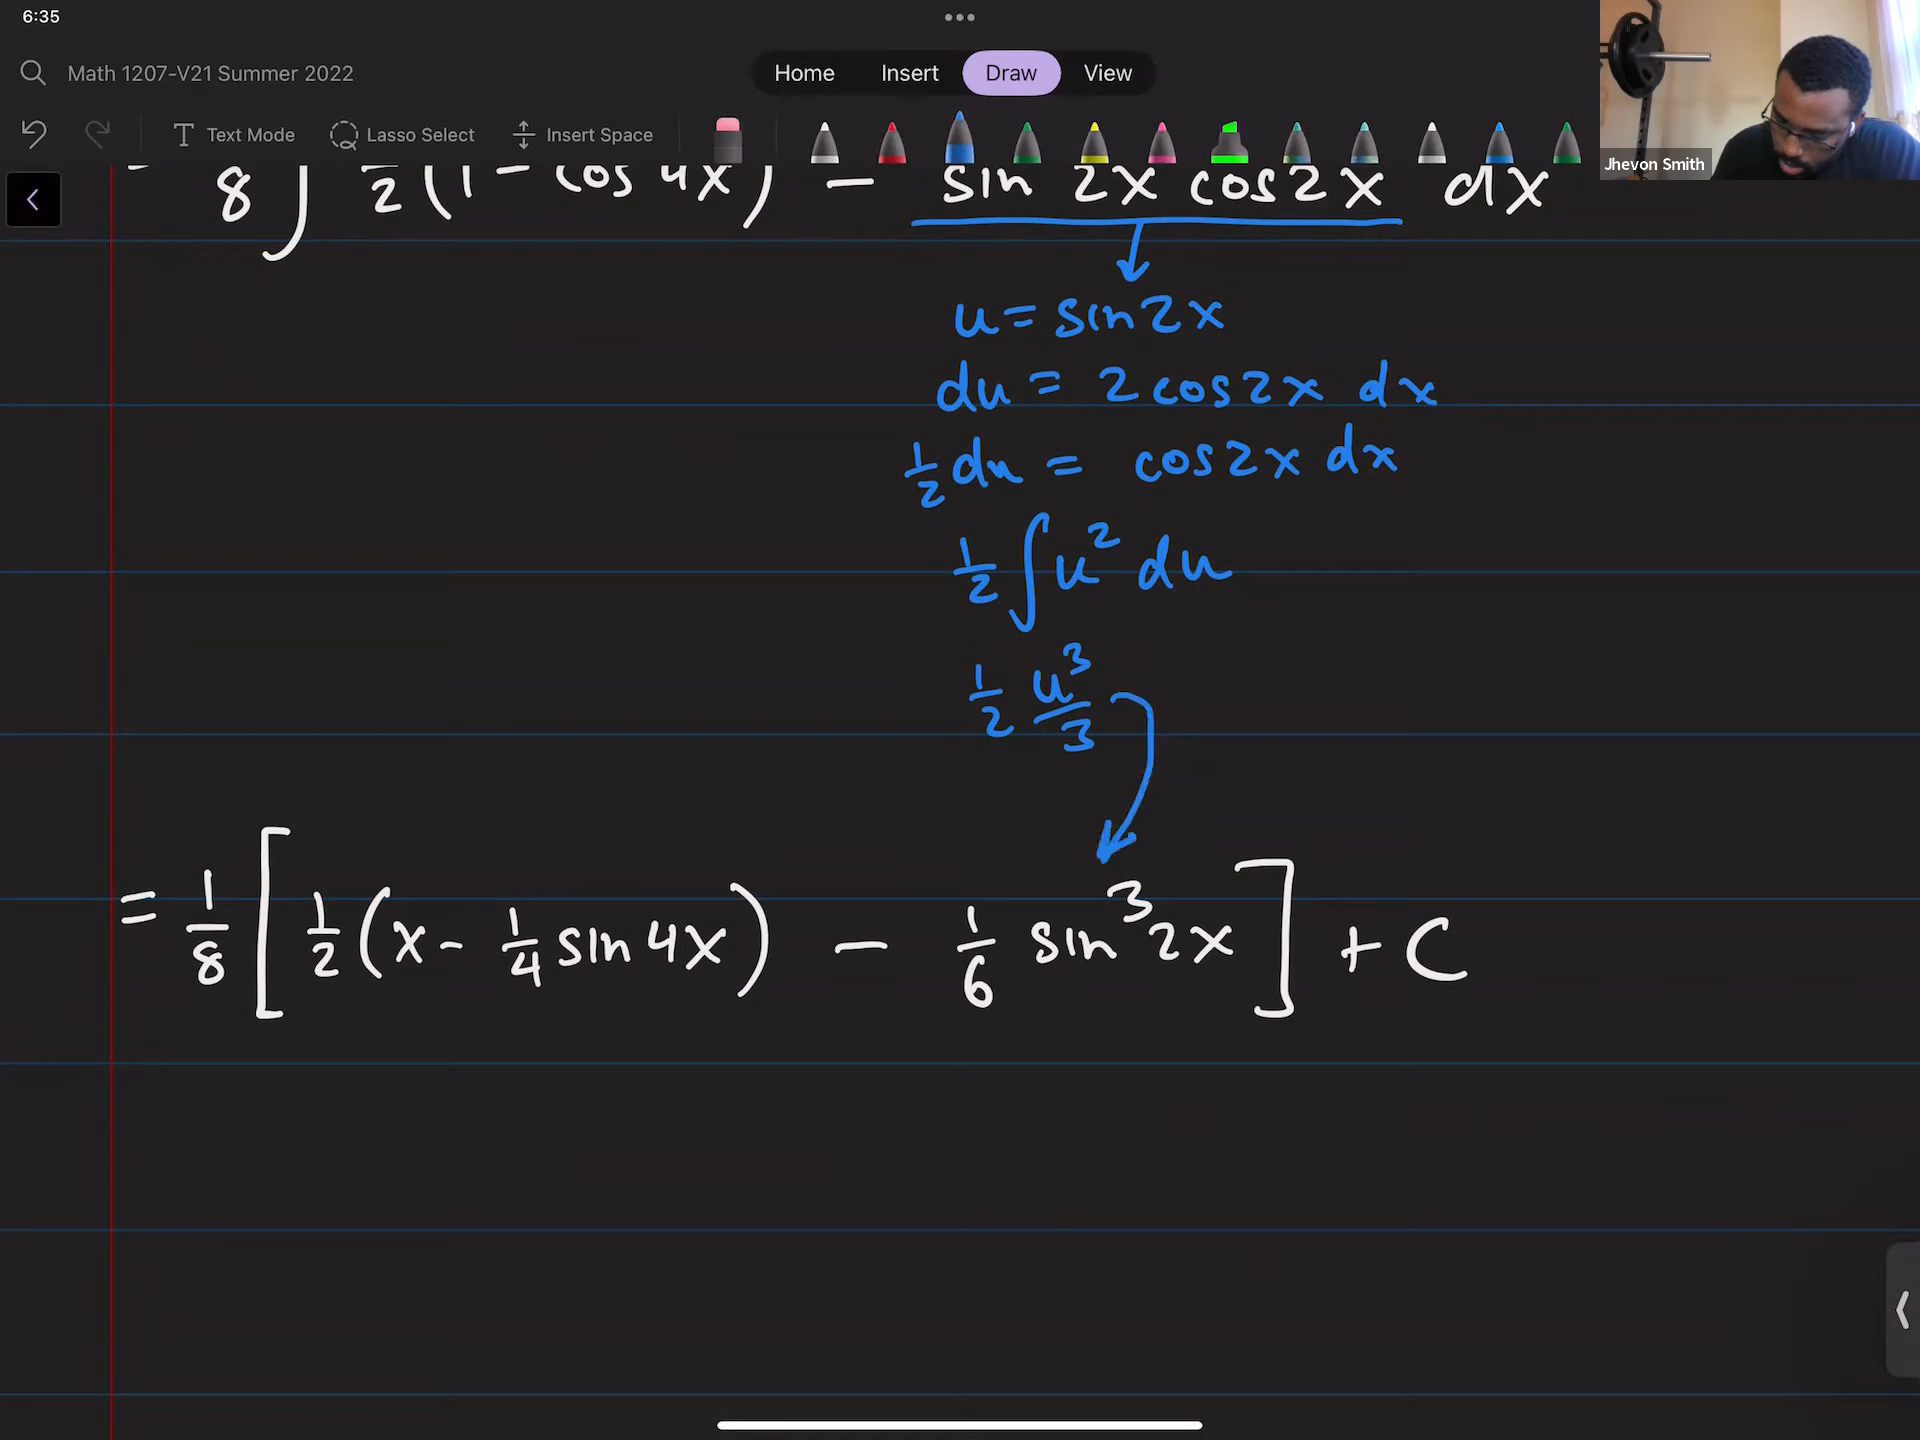 6:35
Math 1207-V21 Summer 2022
Home Insert Draw View
Text Mode Lasso Select Insert Space
Jhevon Smith
= 1/8 ∫ 1/2 (1 - cos 4x) - sin 2x cos 2x dx
u = sin 2x
du = 2 cos 2x dx
1/2 du = cos 2x dx
1/2 ∫ u² du
1/2 u³/3
= 1/8 [ 1/2 (x - 1/4 sin 4x) - 1/6 sin³ 2x ] + C